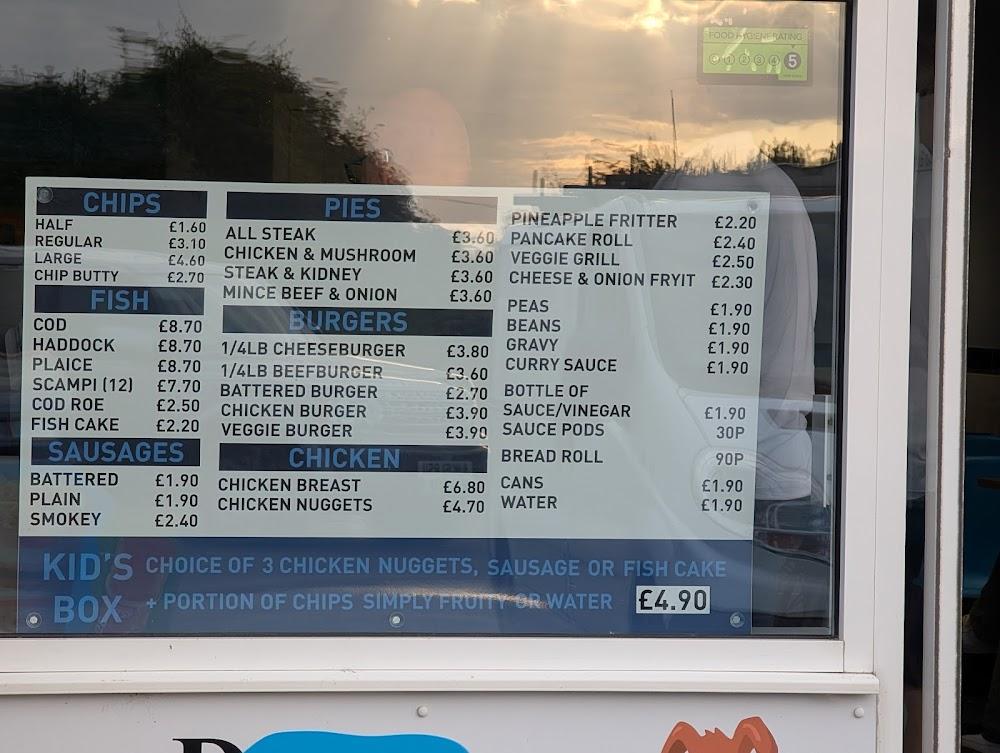 FOOD HYGIENE RATING
0 1 2 3 4 5
CHIPS
HALF £1.60
REGULAR £3.10
LARGE £4.60
CHIP BUTTY £2.70
FISH
COD £8.70
HADDOCK £8.70
PLAICE £8.70
SCAMPI (12) £7.70
COD ROE £2.50
FISH CAKE £2.20
SAUSAGES
BATTERED £1.90
PLAIN £1.90
SMOKEY £2.40
PIES
ALL STEAK £3.60
CHICKEN & MUSHROOM £3.60
STEAK & KIDNEY £3.60
MINCE BEEF & ONION £3.60
BURGERS
1/4LB CHEESEBURGER £3.80
1/4LB BEEFBURGER £3.60
BATTERED BURGER £2.70
CHICKEN BURGER £3.90
VEGGIE BURGER £3.90
CHICKEN
CHICKEN BREAST £6.80
CHICKEN NUGGETS £4.70
PINEAPPLE FRITTER £2.20
PANCAKE ROLL £2.40
VEGGIE GRILL £2.50
CHEESE & ONION FRYIT £2.30
PEAS £1.90
BEANS £1.90
GRAVY £1.90
CURRY SAUCE £1.90
BOTTLE OF
SAUCE/VINEGAR £1.90
SAUCE PODS 30P
BREAD ROLL 90P
CANS £1.90
WATER £1.90
KID'S BOX
CHOICE OF 3 CHICKEN NUGGETS, SAUSAGE OR FISH CAKE
+ PORTION OF CHIPS SIMPLY FRUITY OR WATER £4.90